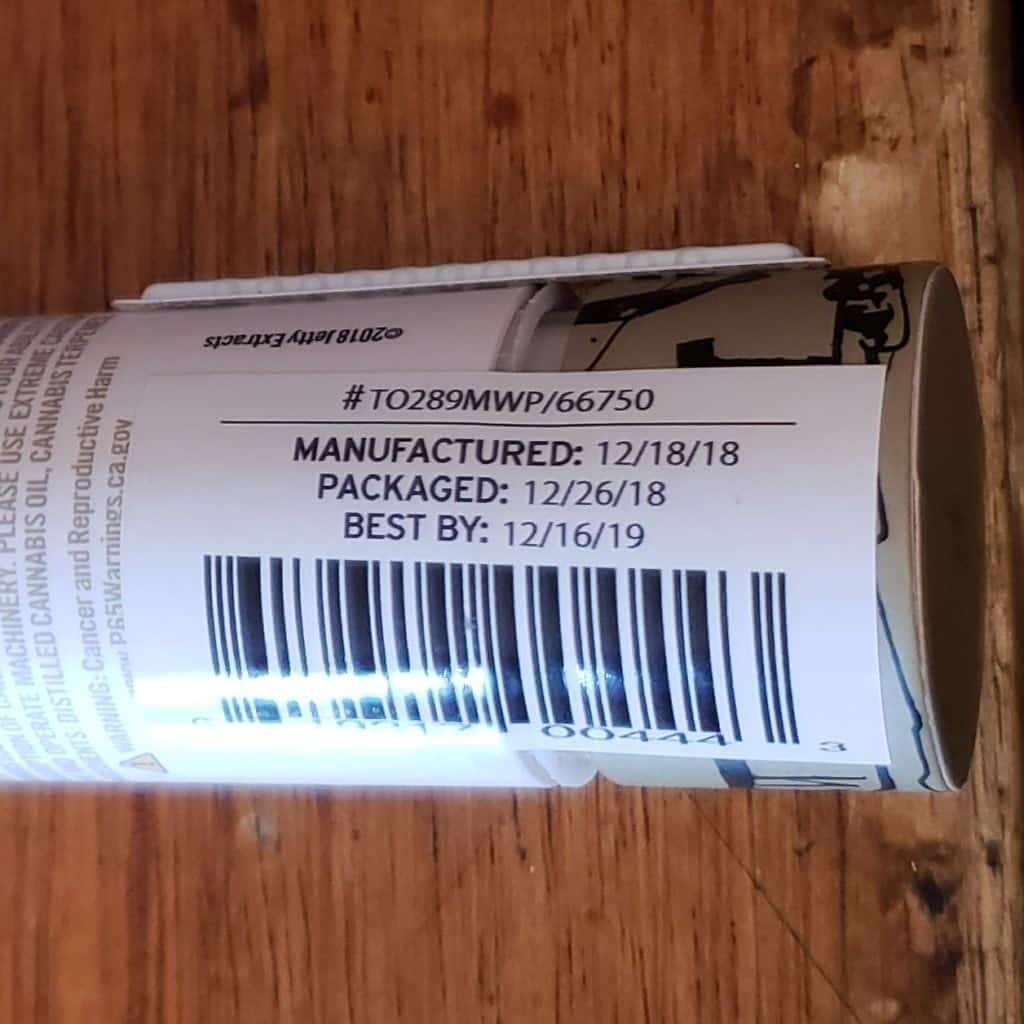 #TO289MWP/66750
MANUFACTURED: 12/18/18
PACKAGED: 12/26/18
BEST BY: 12/16/19
00444 3
©2018 Jetty Extracts
MACHINERY. PLEASE USE EXTREME
OPERATE
DISTILLED CANNABIS OIL, CANNABIS TERPENES
WARNING: Cancer and Reproductive Harm
P65Warnings.ca.gov